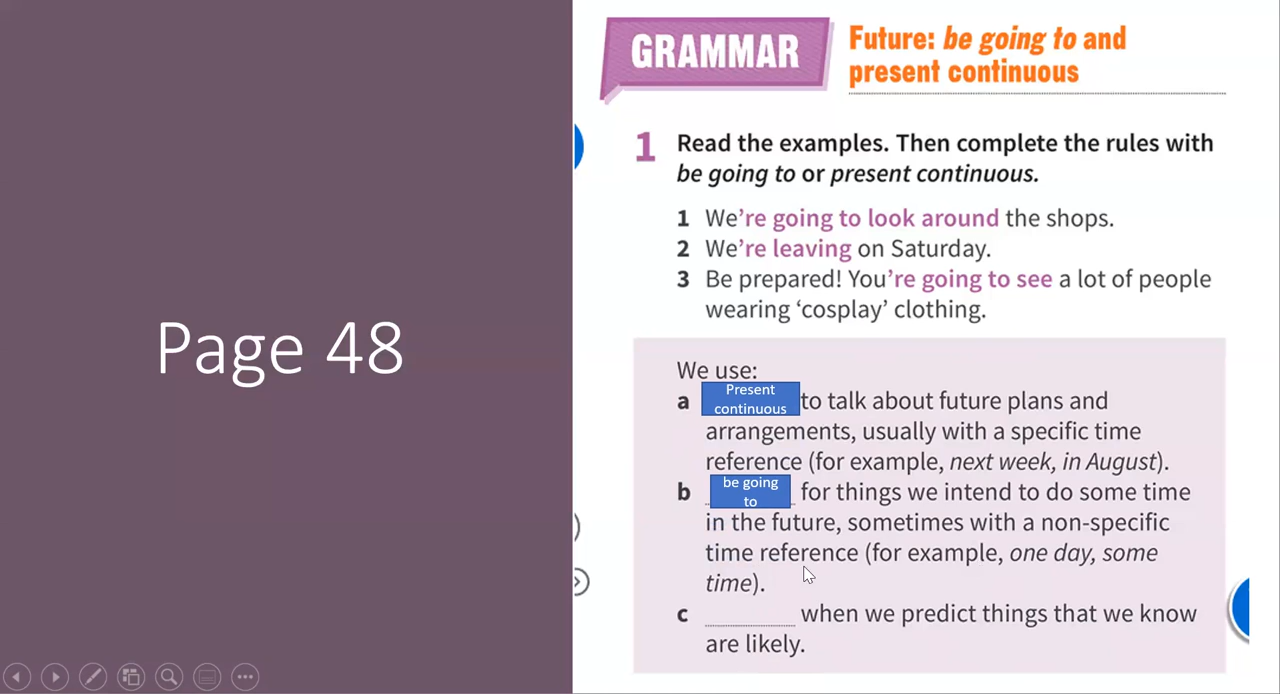 Page 48
GRAMMAR
Future: be going to and
present continuous
1 Read the examples. Then complete the rules with
be going to or present continuous.
1 We're going to look around the shops.
2 We're leaving on Saturday.
3 Be prepared! You're going to see a lot of people
wearing ‘cosplay’ clothing.
We use:
a Present continuous to talk about future plans and
arrangements, usually with a specific time
reference (for example, next week, in August).
b be going to for things we intend to do some time
in the future, sometimes with a non-specific
time reference (for example, one day, some
time).
c ________ when we predict things that we know
are likely.